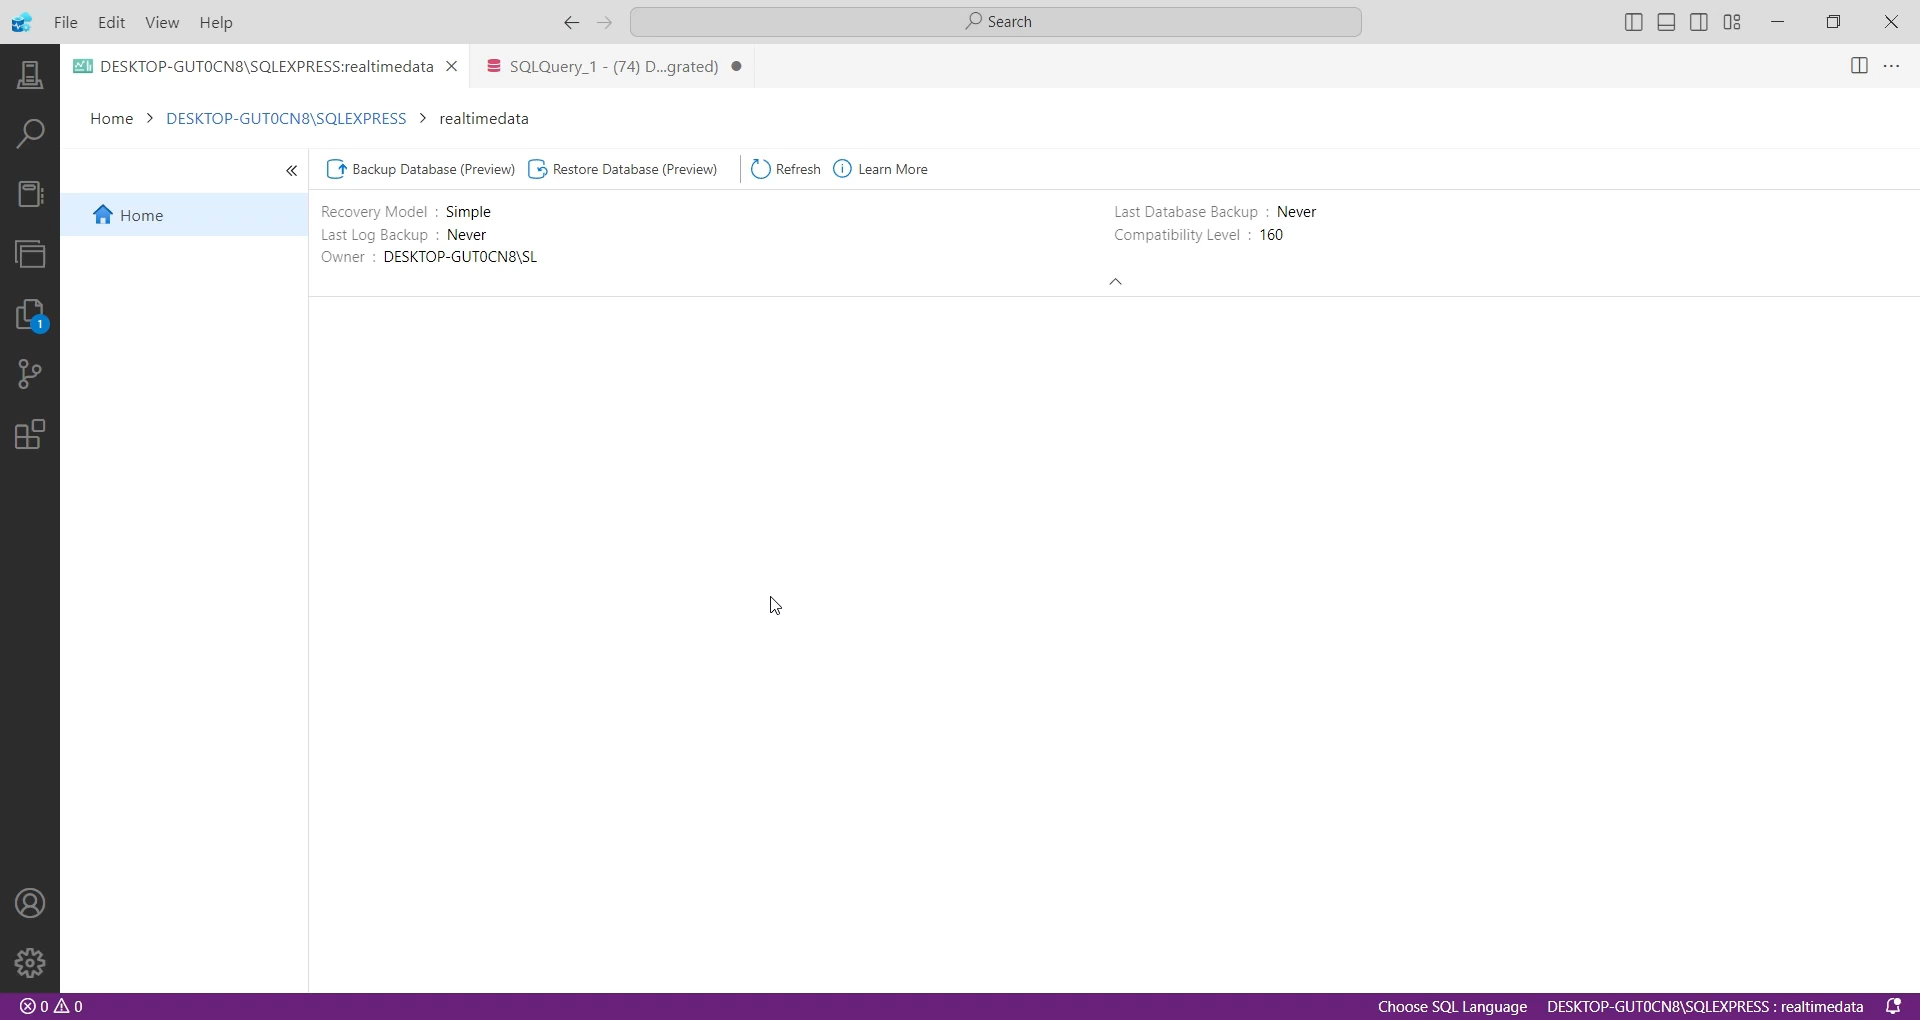 File Edit View Help
Search
DESKTOP-GUT0CN8\SQLEXPRESS:realtimedata
SQLQuery_1 - (74) D...grated)
Home > DESKTOP-GUT0CN8\SQLEXPRESS > realtimedata
Backup Database (Preview) Restore Database (Preview) Refresh Learn More
Home
Recovery Model : Simple
Last Log Backup : Never
Owner : DESKTOP-GUT0CN8\SL
Last Database Backup : Never
Compatibility Level : 160
1
0 0
Choose SQL Language DESKTOP-GUT0CN8\SQLEXPRESS : realtimedata